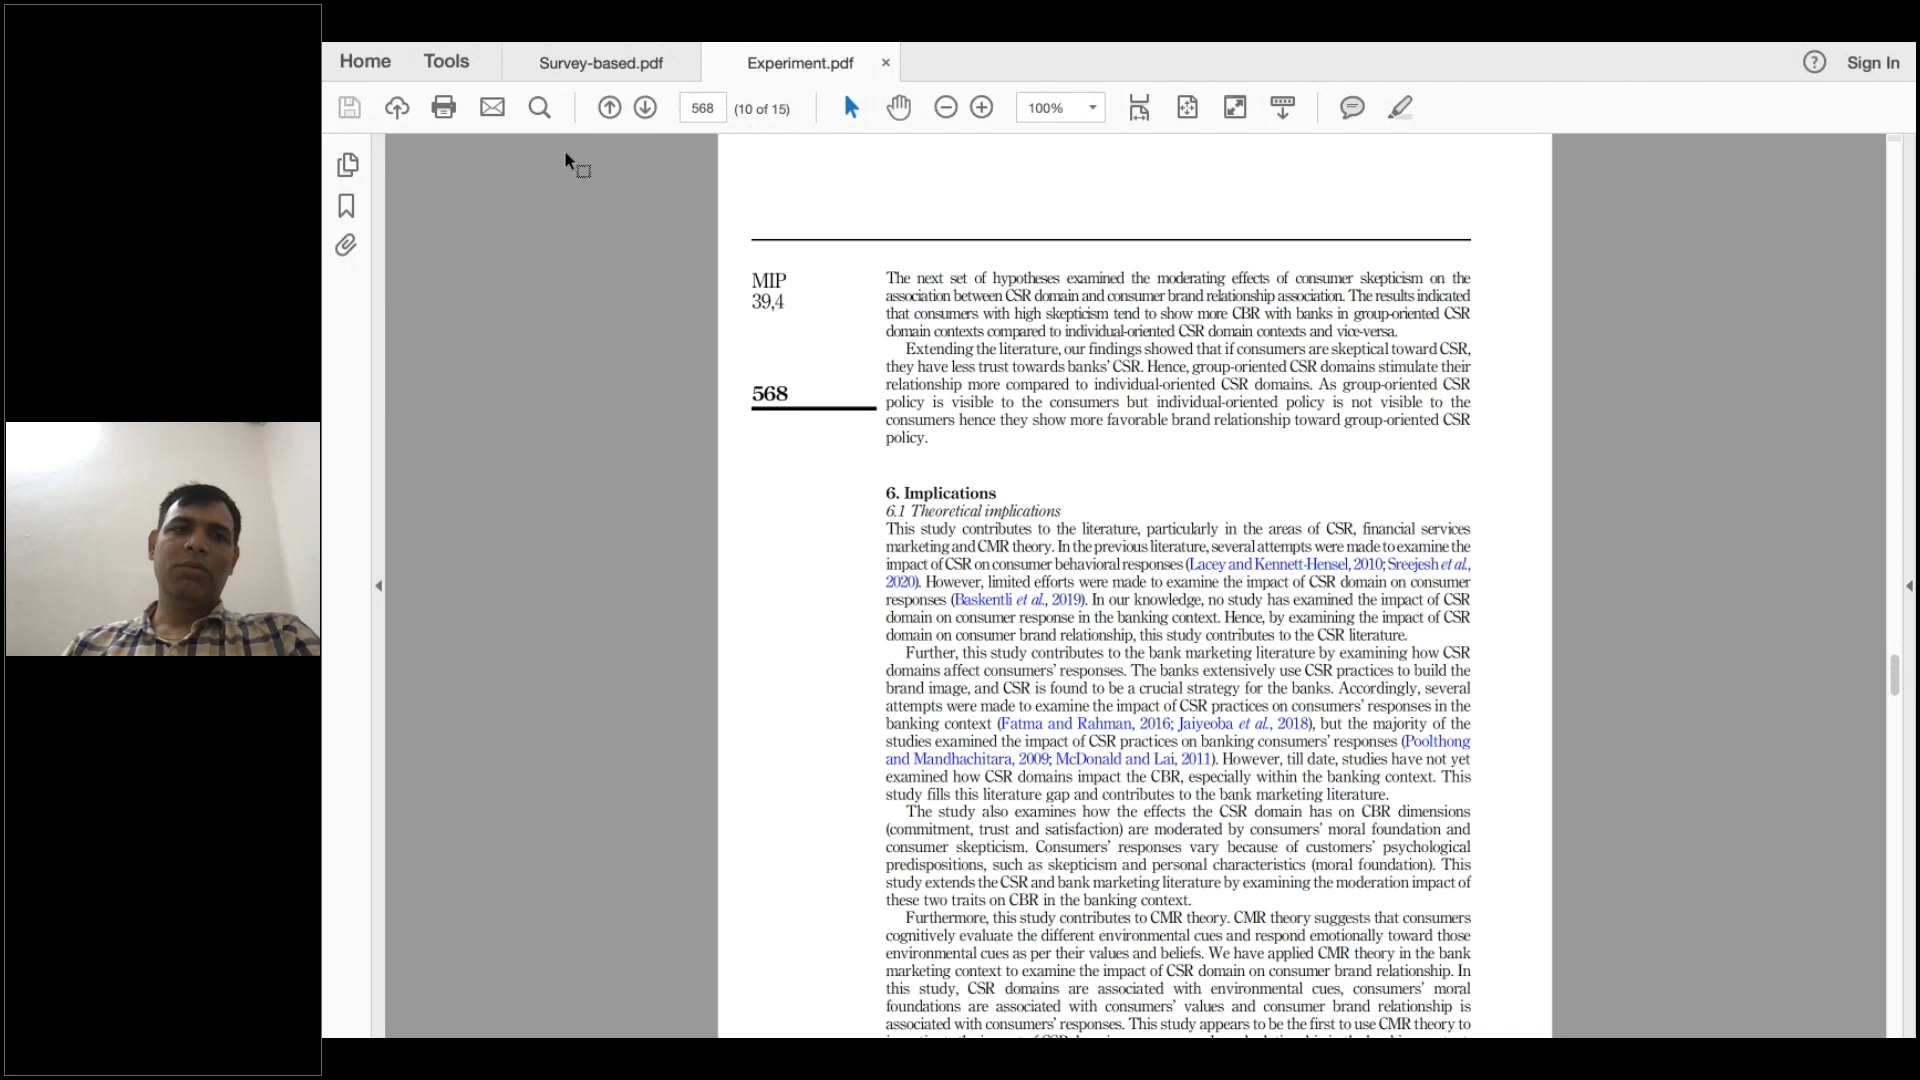 Home Tools Survey-based.pdf Experiment.pdf × ? Sign In
568 (10 of 15) 100%
MIP
39,4
568
The next set of hypotheses examined the moderating effects of consumer skepticism on the
association between CSR domain and consumer brand relationship association. The results indicated
that consumers with high skepticism tend to show more CBR with banks in group-oriented CSR
domain contexts compared to individual-oriented CSR domain contexts and vice-versa.
Extending the literature, our findings showed that if consumers are skeptical toward CSR,
they have less trust towards banks' CSR. Hence, group-oriented CSR domains stimulate their
relationship more compared to individual-oriented CSR domains. As group-oriented CSR
policy is visible to the consumers but individual-oriented policy is not visible to the
consumers hence they show more favorable brand relationship toward group-oriented CSR
policy.
6. Implications
6.1 Theoretical implications
This study contributes to the literature, particularly in the areas of CSR, financial services
marketing and CMR theory. In the previous literature, several attempts were made to examine the
impact of CSR on consumer behavioral responses (Lacey and Kennett-Hensel, 2010; Sreejesh et al.,
2020). However, limited efforts were made to examine the impact of CSR domain on consumer
responses (Baskentli et al., 2019). In our knowledge, no study has examined the impact of CSR
domain on consumer response in the banking context. Hence, by examining the impact of CSR
domain on consumer brand relationship, this study contributes to the CSR literature.
Further, this study contributes to the bank marketing literature by examining how CSR
domains affect consumers' responses. The banks extensively use CSR practices to build the
brand image, and CSR is found to be a crucial strategy for the banks. Accordingly, several
attempts were made to examine the impact of CSR practices on consumers' responses in the
banking context (Fatma and Rahman, 2016; Jaiyeoba et al., 2018), but the majority of the
studies examined the impact of CSR practices on banking consumers' responses (Poolthong
and Mandhachitara, 2009; McDonald and Lai, 2011). However, till date, studies have not yet
examined how CSR domains impact the CBR, especially within the banking context. This
study fills this literature gap and contributes to the bank marketing literature.
The study also examines how the effects the CSR domain has on CBR dimensions
(commitment, trust and satisfaction) are moderated by consumers' moral foundation and
consumer skepticism. Consumers' responses vary because of customers' psychological
predispositions, such as skepticism and personal characteristics (moral foundation). This
study extends the CSR and bank marketing literature by examining the moderation impact of
these two traits on CBR in the banking context.
Furthermore, this study contributes to CMR theory. CMR theory suggests that consumers
cognitively evaluate the different environmental cues and respond emotionally toward those
environmental cues as per their values and beliefs. We have applied CMR theory in the bank
marketing context to examine the impact of CSR domain on consumer brand relationship. In
this study, CSR domains are associated with environmental cues, consumers' moral
foundations are associated with consumers' values and consumer brand relationship is
associated with consumers' responses. This study appears to be the first to use CMR theory to